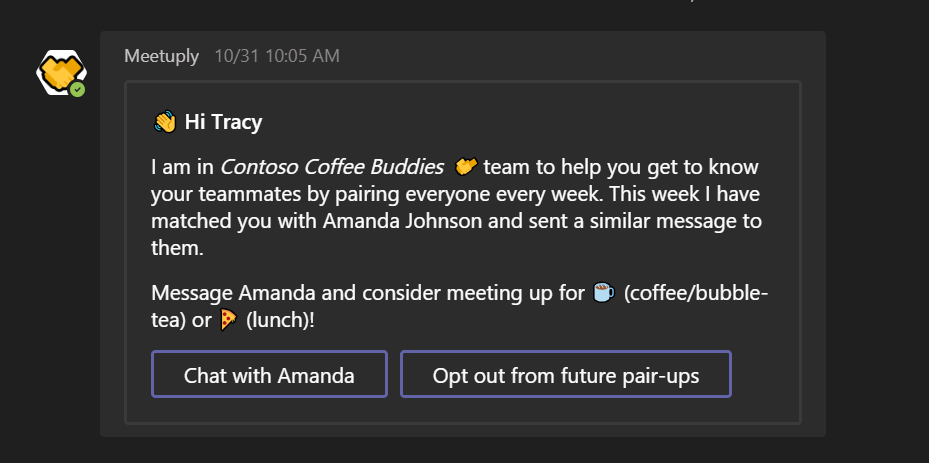 Meetuply 10/31 10:05 AM
👋 Hi Tracy
I am in Contoso Coffee Buddies 🤝 team to help you get to know
your teammates by pairing everyone every week. This week I have
matched you with Amanda Johnson and sent a similar message to
them.
Message Amanda and consider meeting up for ☕ (coffee/bubble-
tea) or 🍕 (lunch)!
Chat with Amanda
Opt out from future pair-ups